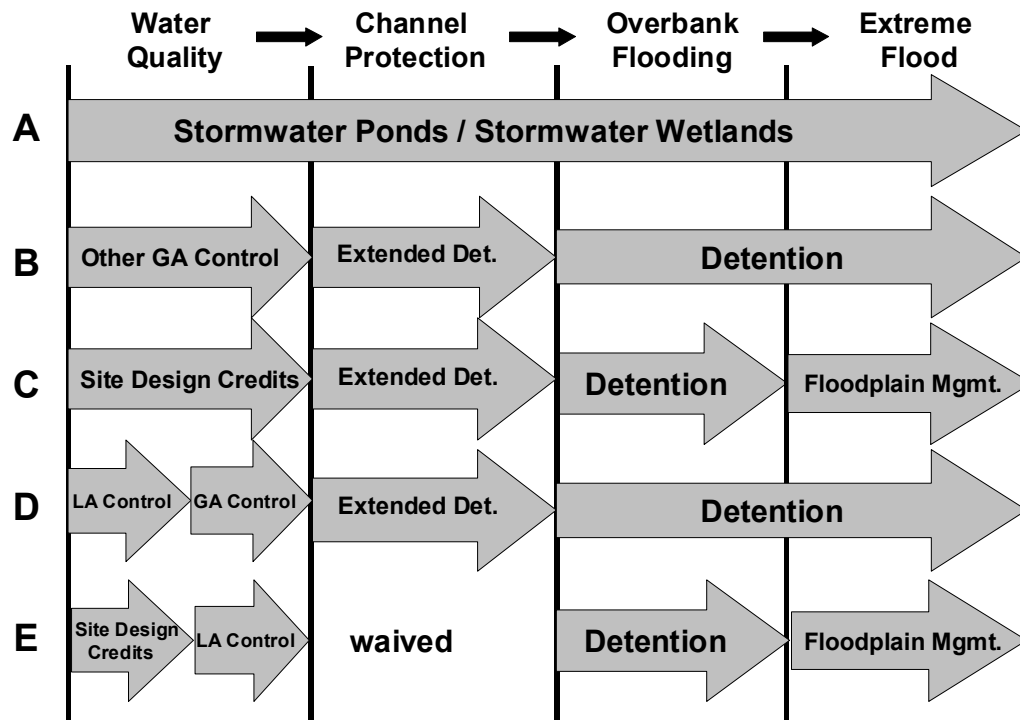 Water Quality
Channel Protection
Overbank Flooding
Extreme Flood
A
Stormwater Ponds / Stormwater Wetlands
B
Other GA Control
Extended Det.
Detention
C
Site Design Credits
Extended Det.
Detention
Floodplain Mgmt.
D
LA Control
GA Control
Extended Det.
Detention
E
Site Design
Credits
LA Control
waived
Detention
Floodplain Mgmt.